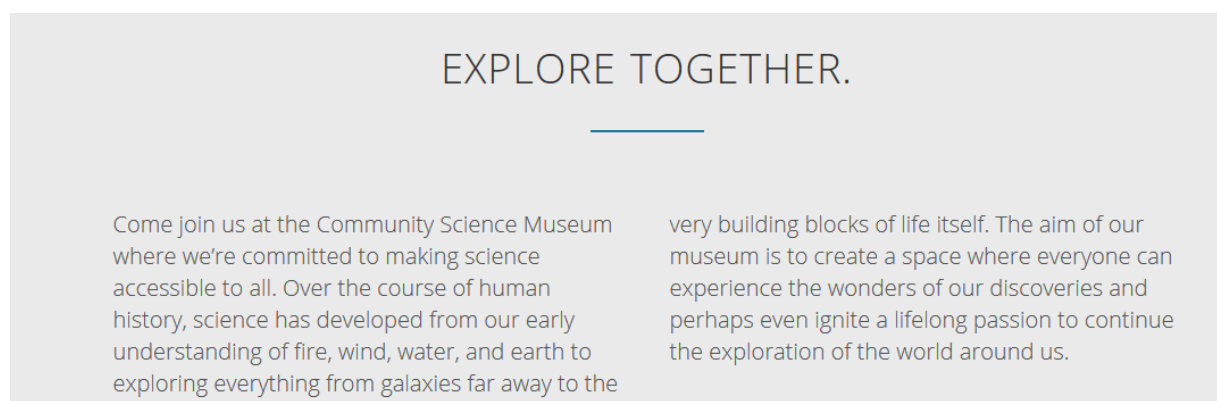 EXPLORE TOGETHER.
Come join us at the Community Science Museum
where we’re committed to making science
accessible to all. Over the course of human
history, science has developed from our early
understanding of fire, wind, water, and earth to
exploring everything from galaxies far away to the
very building blocks of life itself. The aim of our
museum is to create a space where everyone can
experience the wonders of our discoveries and
perhaps even ignite a lifelong passion to continue
the exploration of the world around us.